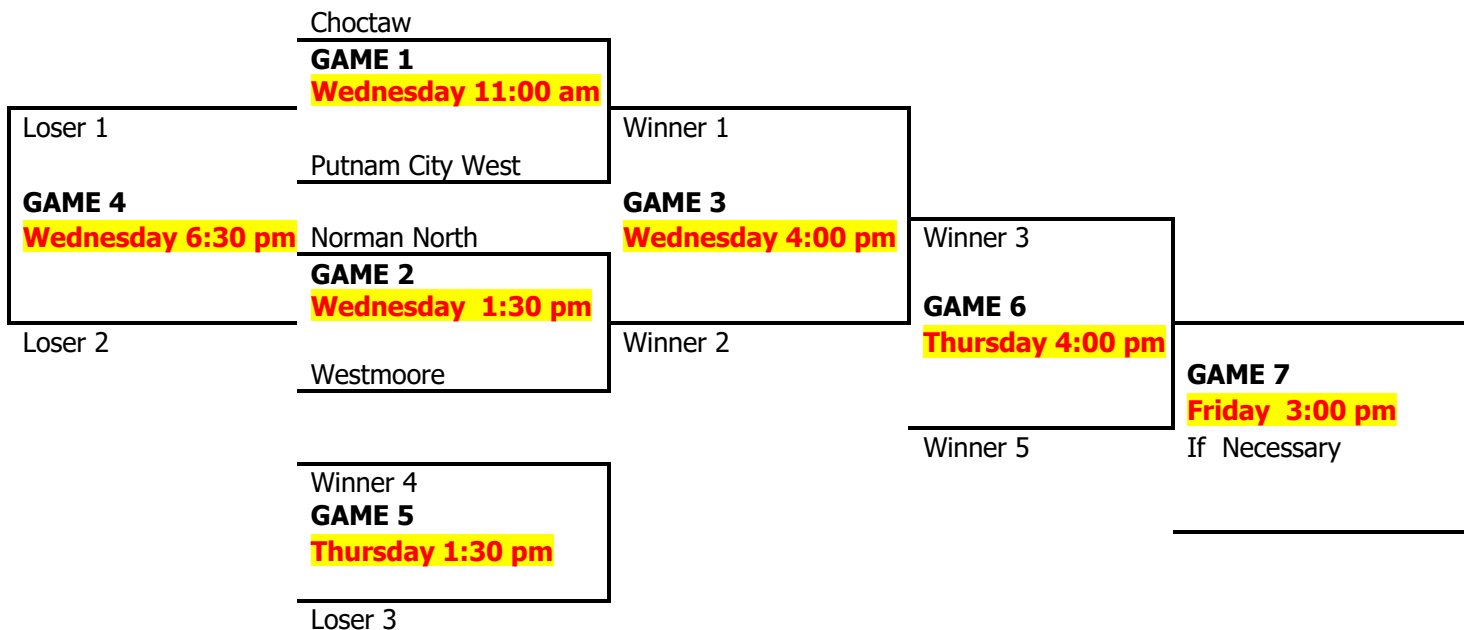 Choctaw
GAME 1
Wednesday 11:00 am
Loser 1
Winner 1
Putnam City West
GAME 4
GAME 3
Wednesday 6:30 pm
Norman North
Wednesday 4:00 pm
Winner 3
GAME 2
Wednesday  1:30 pm
GAME 6
Loser 2
Winner 2
Thursday 4:00 pm
Westmoore
GAME 7
Friday  3:00 pm
Winner 5
If  Necessary
Winner 4
GAME 5
Thursday 1:30 pm
Loser 3